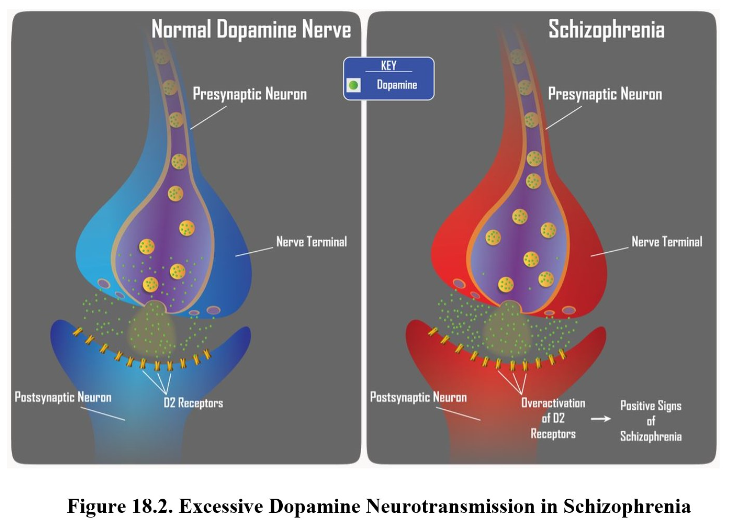 Normal Dopamine Nerve
Schizophrenia
KEY
Dopamine
Presynaptic Neuron
Presynaptic Neuron
Nerve Terminal
Nerve Terminal
Postsynaptic Neuron
D2 Receptors
Postsynaptic Neuron
Overactivation
of D2
Receptors
Positive Signs
of
Schizophrenia
Figure 18.2. Excessive Dopamine Neurotransmission in Schizophrenia